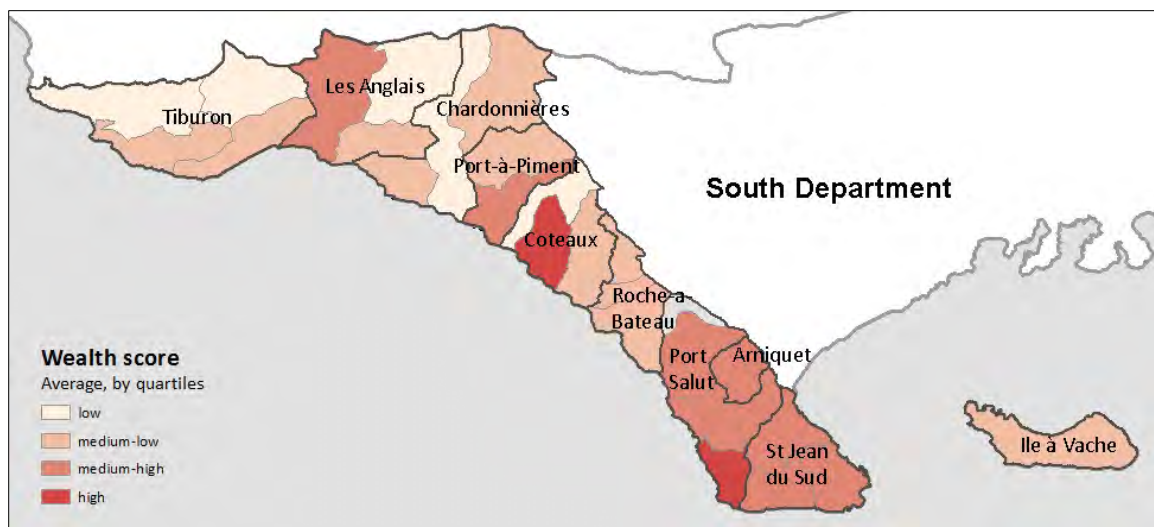 Les Anglais
Tiburon
Chardonnières
Port-à-Piment
South Department
Coteaux
Roche-a-
Bateau
Port
Salut
Arniquet
St Jean
du Sud
Ile à Vache
Wealth score
Average, by quartiles
low
medium-low
medium-high
high